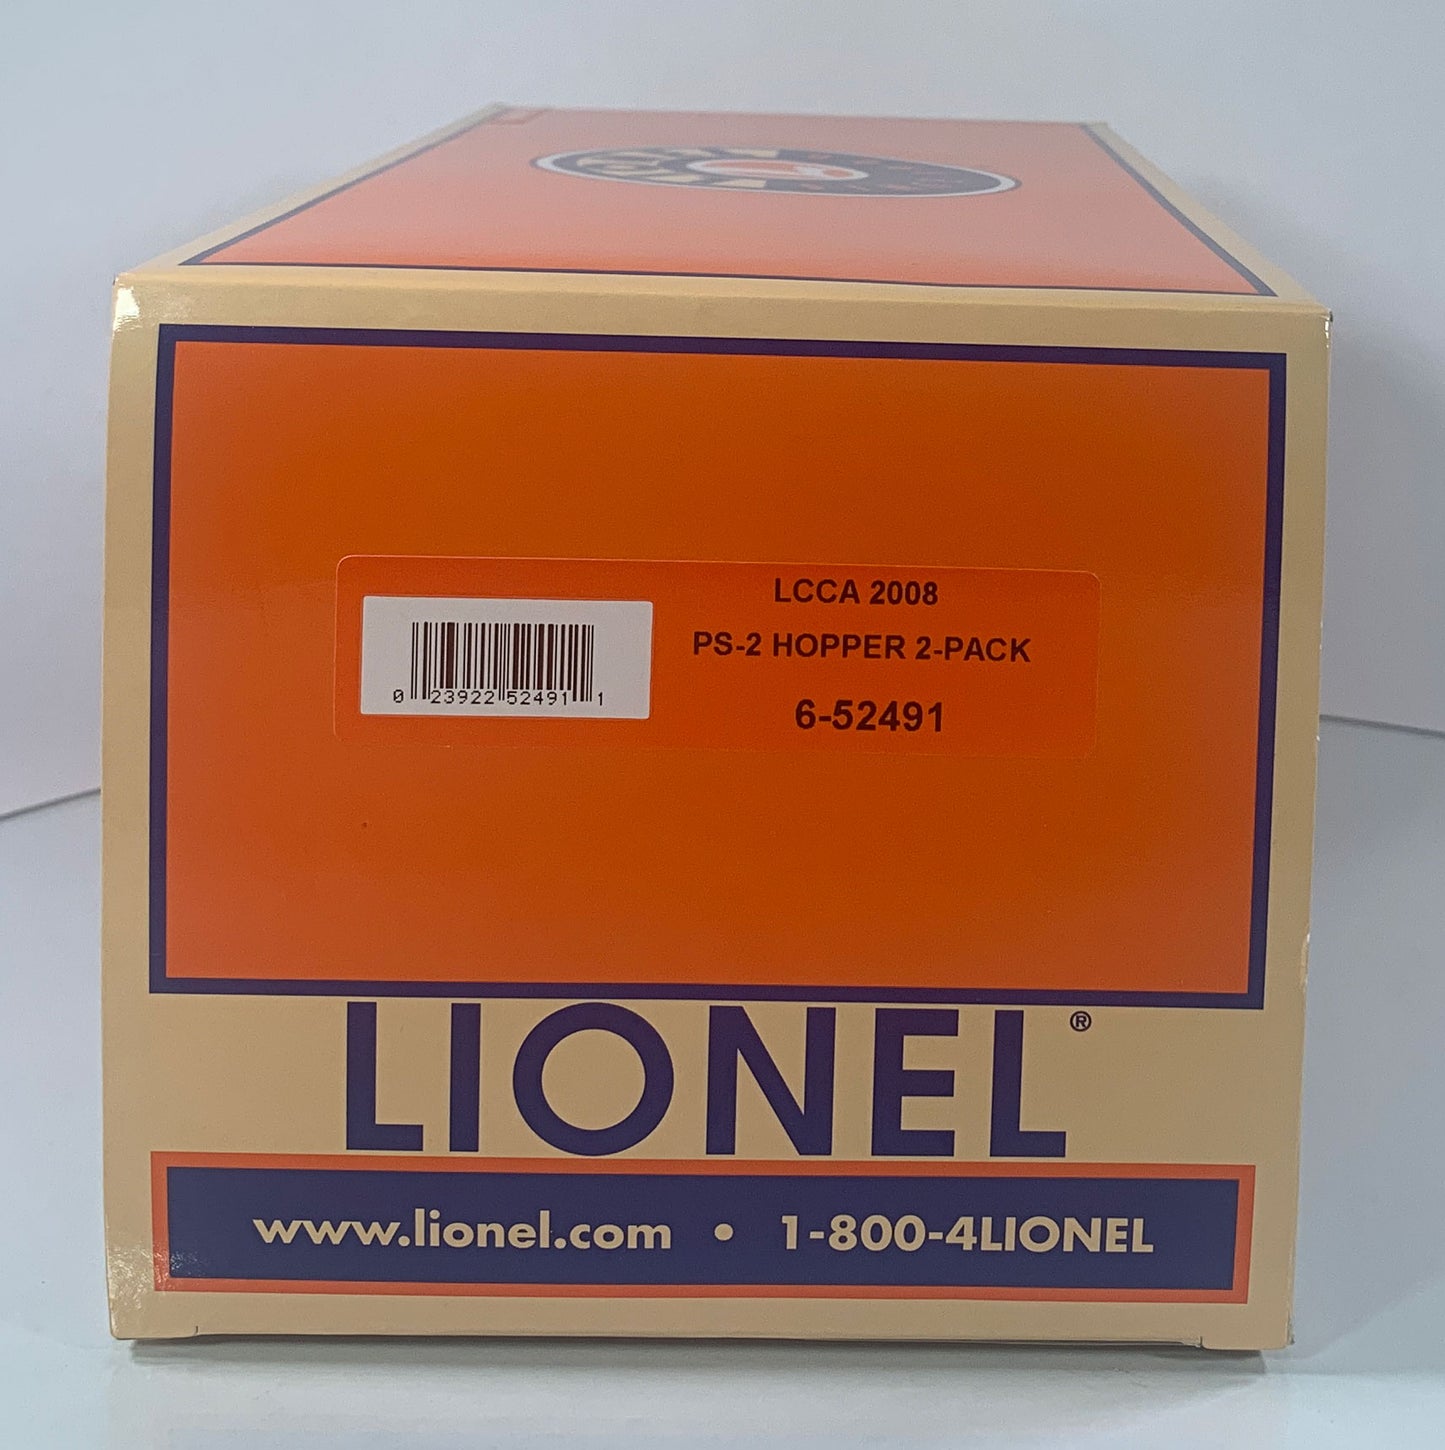 LCCA 2008
PS-2 HOPPER 2-PACK
6-52491
0 23922 52491 1
LIONEL®
www.lionel.com • 1-800-4LIONEL